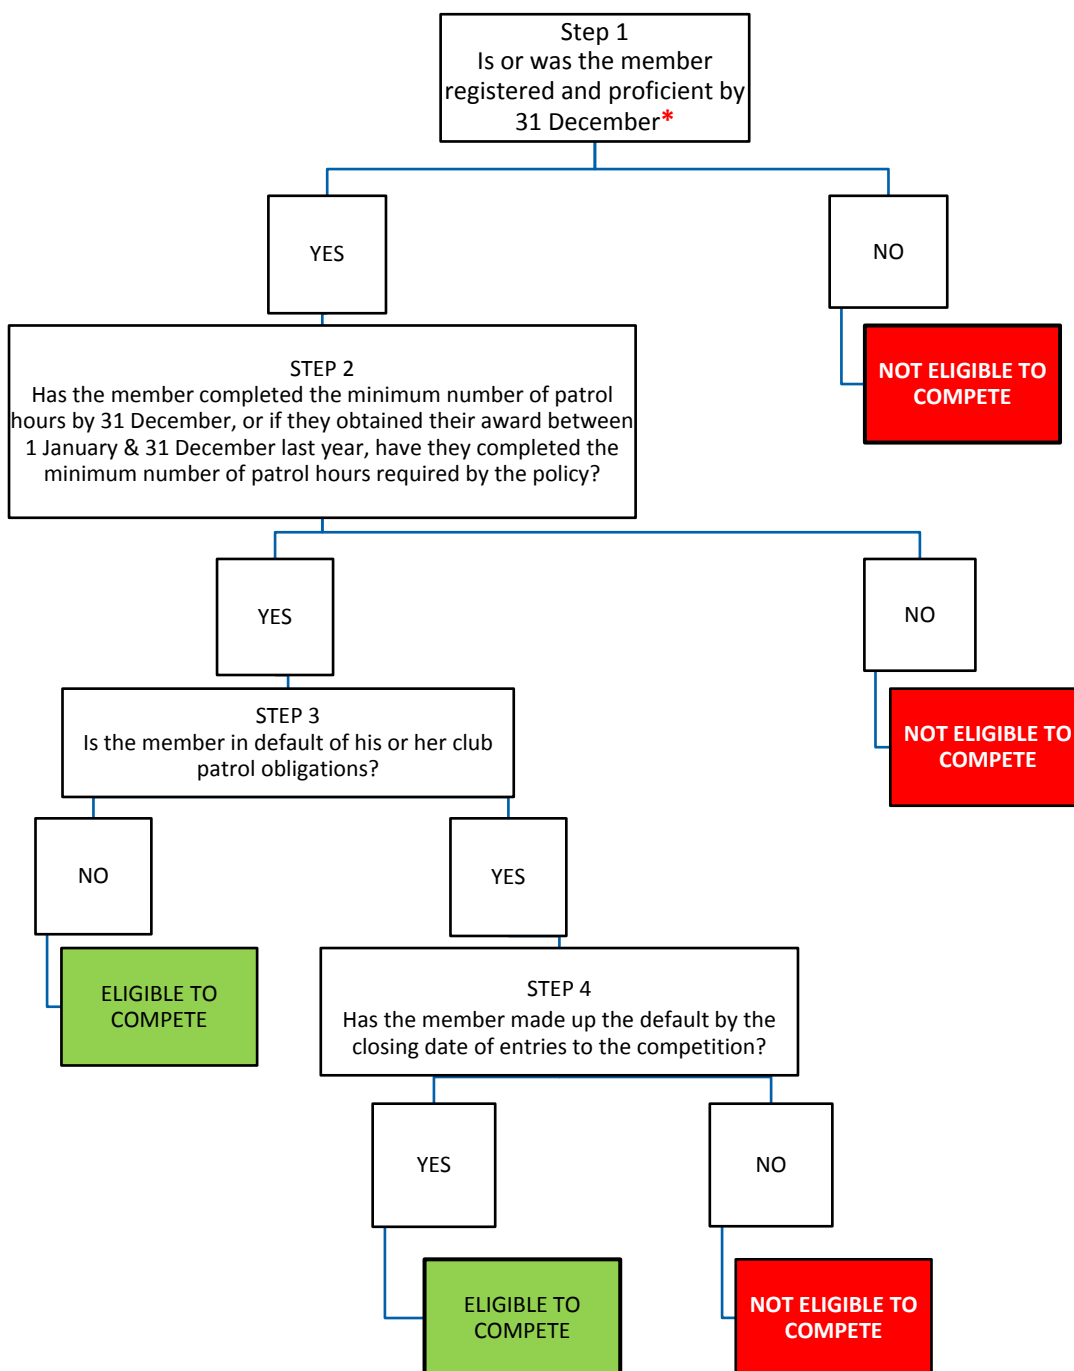 Step 1
Is or was the member
registered and proficient by
31 December*
YES
NO
NOT ELIGIBLE TO
COMPETE
STEP 2
Has the member completed the minimum number of patrol
hours by 31 December, or if they obtained their award between
1 January & 31 December last year, have they completed the
minimum number of patrol hours required by the policy?
YES
NO
NOT ELIGIBLE TO
COMPETE
STEP 3
Is the member in default of his or her club
patrol obligations?
NO
YES
ELIGIBLE TO
COMPETE
STEP 4
Has the member made up the default by the
closing date of entries to the competition?
YES
NO
ELIGIBLE TO
COMPETE
NOT ELIGIBLE TO
COMPETE